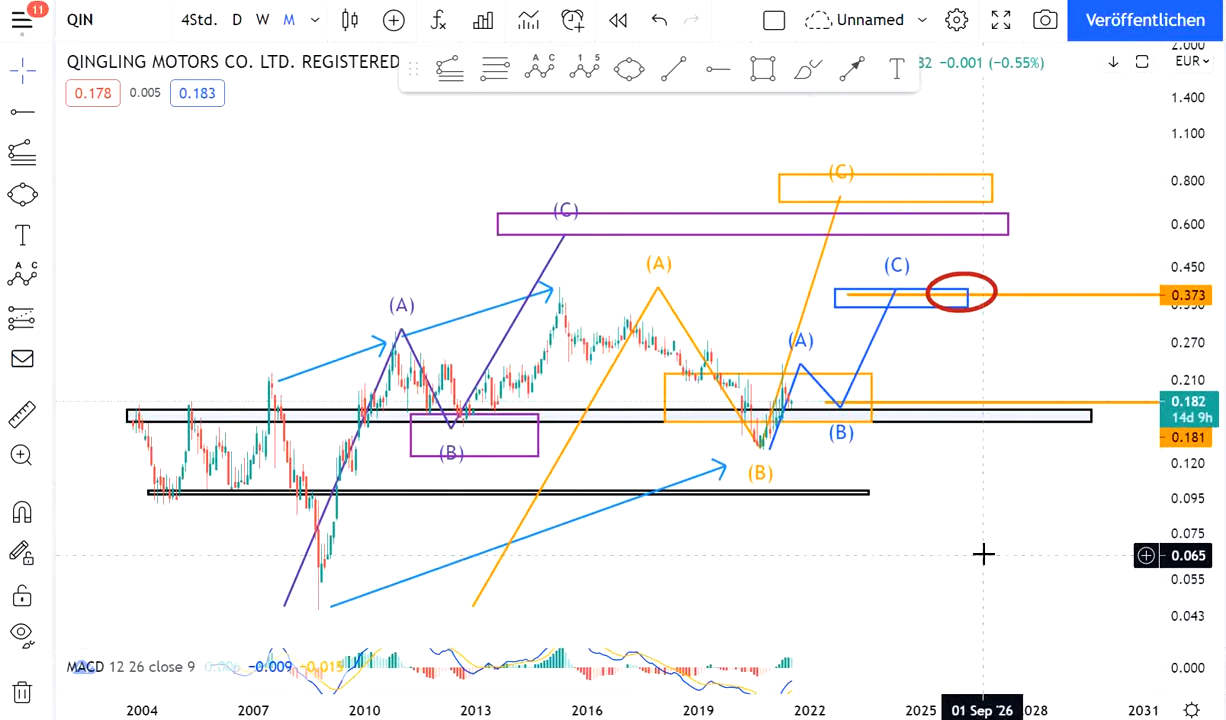 11
QIN 4Std. D W M Unnamed Veröffentlichen
QINGLING MOTORS CO. LTD. REGISTERED
-0.001 (-0.55%)
EUR
0.178 0.005 0.183
A C
1 5
T
2.000
1.400
1.100
0.800
0.600
0.450
0.373
0.270
0.210
0.182
14d 9h
0.181
0.120
0.095
0.075
0.065
0.055
0.043
0.000
(C)
(C)
(A)
(C)
(A)
(A)
(B)
(B)
(B)
T
A C
MACD 12 26 close 9 -0.009 -0.015
2004 2007 2010 2013 2016 2019 2022 2025 01 Sep '26 2028 2031